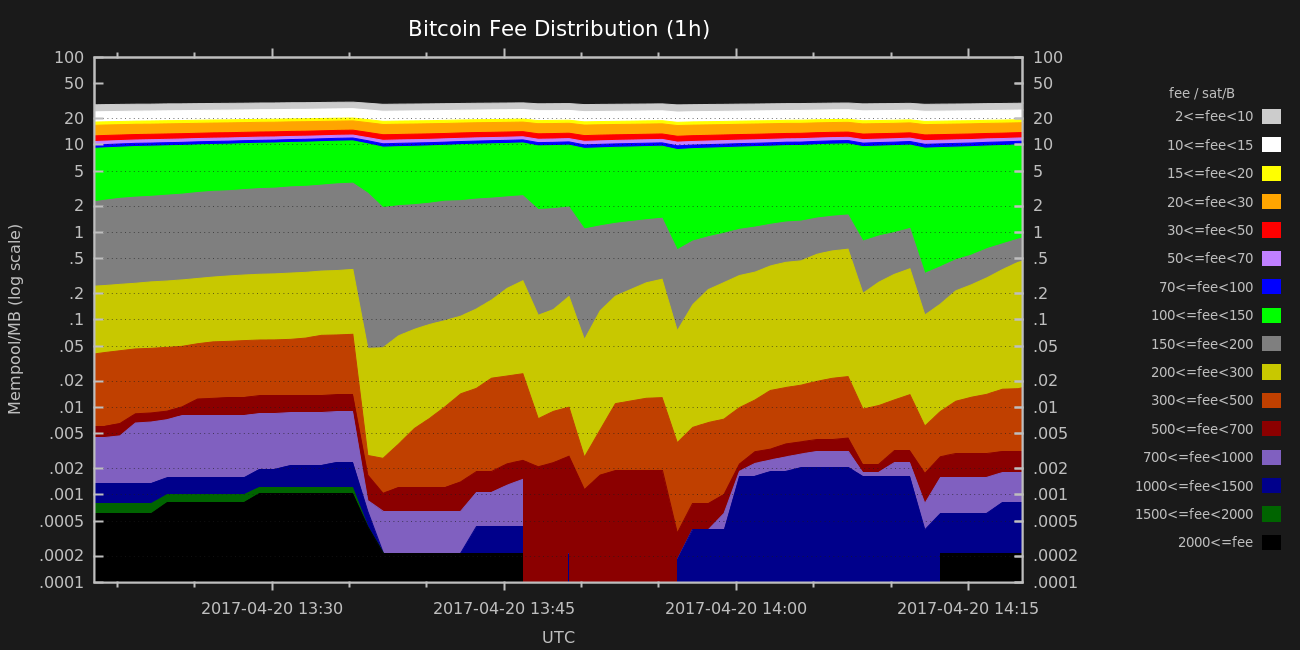 Bitcoin Fee Distribution (1h)
Mempool/MB (log scale)
100
50
20
10
5
2
1
.5
.2
.1
.05
.02
.01
.005
.002
.001
.0005
.0002
.0001
100
50
20
10
5
2
1
.5
.2
.1
.05
.02
.01
.005
.002
.001
.0005
.0002
.0001
2017-04-20 13:30
2017-04-20 13:45
2017-04-20 14:00
2017-04-20 14:15
UTC
fee / sat/B
2<=fee<10
10<=fee<15
15<=fee<20
20<=fee<30
30<=fee<50
50<=fee<70
70<=fee<100
100<=fee<150
150<=fee<200
200<=fee<300
300<=fee<500
500<=fee<700
700<=fee<1000
1000<=fee<1500
1500<=fee<2000
2000<=fee